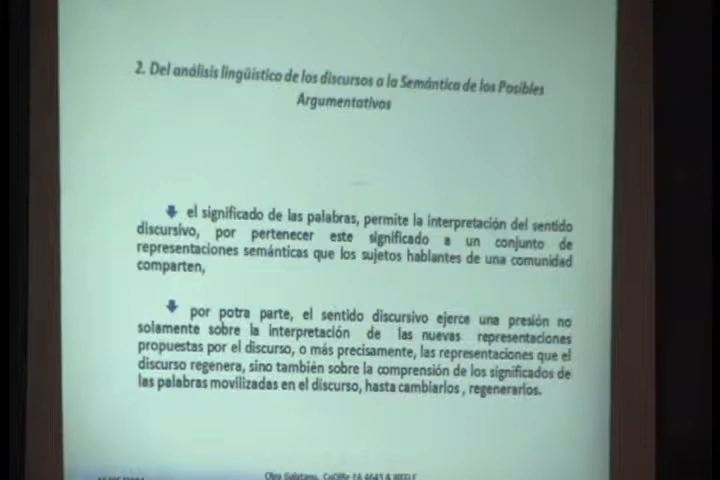 2. Del análisis lingüístico de los discursos a la Semántica de los Posibles
Argumentativos
el significado de las palabras, permite la interpretación del sentido
discursivo, por pertenecer este significado a un conjunto de
representaciones semánticas que los sujetos hablantes de una comunidad
comparten,
por potra parte, el sentido discursivo ejerce una presión no
solamente sobre la interpretación de las nuevas representaciones
propuestas por el discurso, o más precisamente, las representaciones que el
discurso regenera, sino también sobre la comprensión de los significados de
las palabras movilizadas en el discurso, hasta cambiarlos , regenerarlos.